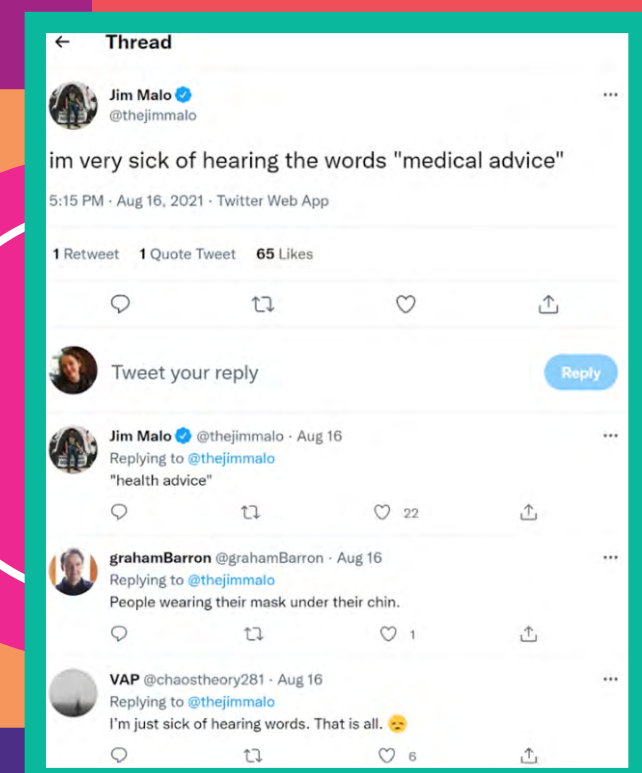 Thread
Jim Malo
@thejimmalo
im very sick of hearing the words "medical advice"
5:15 PM · Aug 16, 2021 · Twitter Web App
1 Retweet 1 Quote Tweet 65 Likes
Tweet your reply
Reply
Jim Malo @thejimmalo · Aug 16
Replying to @thejimmalo
"health advice"
22
grahamBarron @grahamBarron · Aug 16
Replying to @thejimmalo
People wearing their mask under their chin.
1
VAP @chaostheory281 · Aug 16
Replying to @thejimmalo
I'm just sick of hearing words. That is all. 😞
6